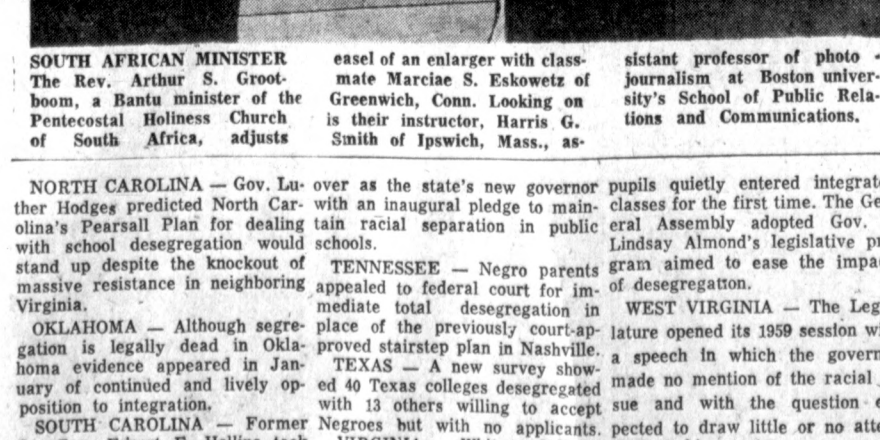 SOUTH AFRICAN MINISTER
The Rev. Arthur S. Groot-
boom, a Bantu minister of the
Pentecostal Holiness Church
of South Africa, adjusts
easel of an enlarger with class-
mate Marciae S. Eskowetz of
Greenwich, Conn. Looking on
is their instructor, Harris G.
Smith of Ipswich, Mass., as-
sistant professor of photo -
journalism at Boston univer-
sity's School of Public Rela-
tions and Communications.
NORTH CAROLINA — Gov. Lu-
ther Hodges predicted North Car-
olina's Pearsall Plan for dealing
with school desegregation would
stand up despite the knockout of
massive resistance in neighboring
Virginia.
OKLAHOMA — Although segre-
gation is legally dead in Okla-
homa evidence appeared in Jan-
uary of continued and lively op-
position to integration.
SOUTH CAROLINA — Former
over as the state's new governor
with an inaugural pledge to main-
tain racial separation in public
schools.
TENNESSEE — Negro parents
appealed to federal court for im-
mediate total desegregation in
place of the previously court-ap-
proved stairstep plan in Nashville.
TEXAS — A new survey show-
ed 40 Texas colleges desegregated
with 13 others willing to accept
Negroes but with no applicants.
pupils quietly entered integrat
classes for the first time. The Ge
eral Assembly adopted Gov.
Lindsay Almond's legislative pr
gram aimed to ease the impa
of desegregation.
WEST VIRGINIA — The Leg
lature opened its 1959 session wi
a speech in which the govern
made no mention of the racial
sue and with the question
pected to draw little or no atte